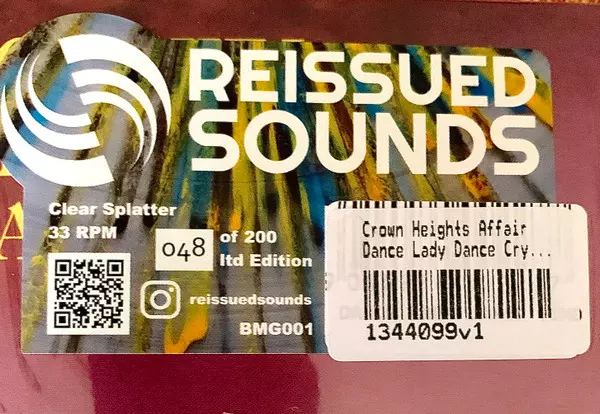 REISSUED
SOUNDS
Clear Splatter
33 RPM
048
of 200
ltd Edition
reissuedsounds
BMG001
Crown Heights Affair
Dance Lady Dance Cry...
1344099v1